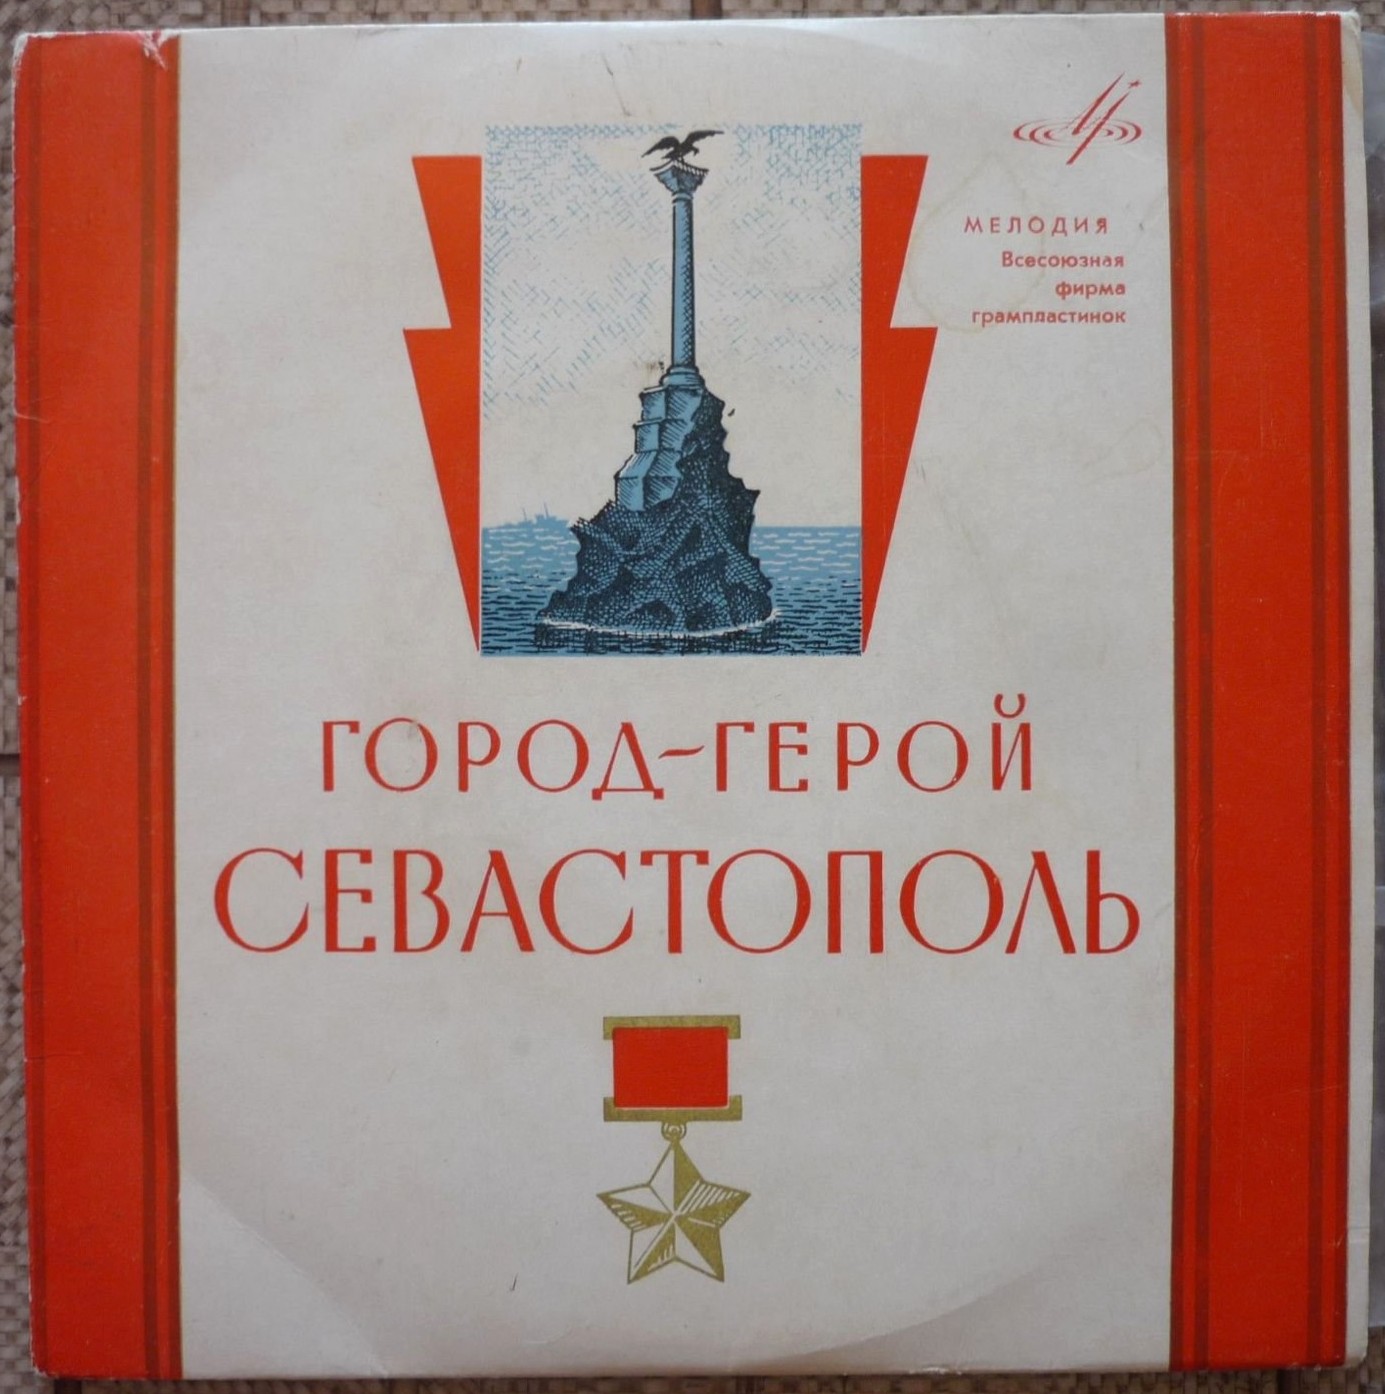 МЕЛОДИЯ
Всесоюзная
фирма
грампластинок
ГОРОД-ГЕРОЙ
СЕВАСТОПОЛЬ